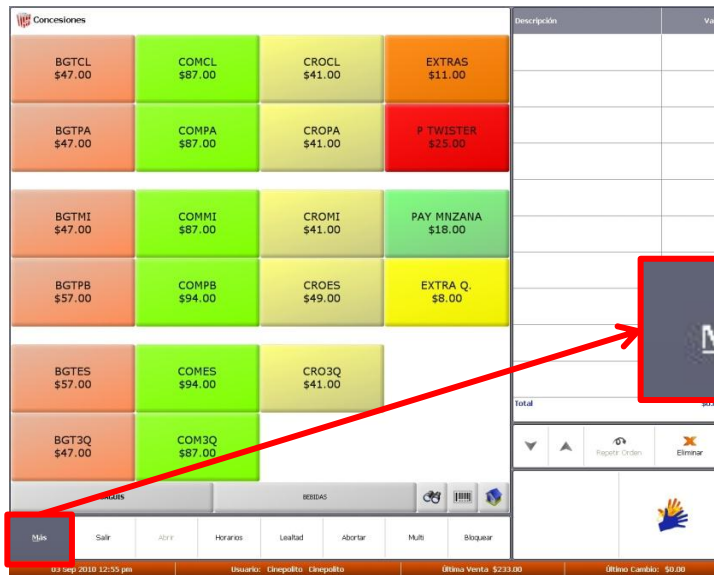 Concesiones
Descripción
BGTCL
$47.00
COMCL
$87.00
CROCL
$41.00
EXTRAS
$11.00
BGTPA
$47.00
COMPA
$87.00
CROPA
$41.00
P TWISTER
$25.00
BGTMI
$47.00
COMMI
$87.00
CROMI
$41.00
PAY MNZANA
$18.00
BGTPB
$57.00
COMPB
$94.00
CROES
$49.00
EXTRA Q.
$8.00
BGTES
$57.00
COMES
$94.00
CRO3Q
$41.00
BGT3Q
$47.00
COM3Q
$87.00
Total
Repetir Orden
Eliminar
BEBIDAS
Más
Salir
Abrir
Horarios
Lealtad
Abortar
Multi
Bloquear
03 Sep 2010 12:55 pm
Usuario: Cinepolito Cinepolito
Última Venta $233.00
Último Cambio: $0.00